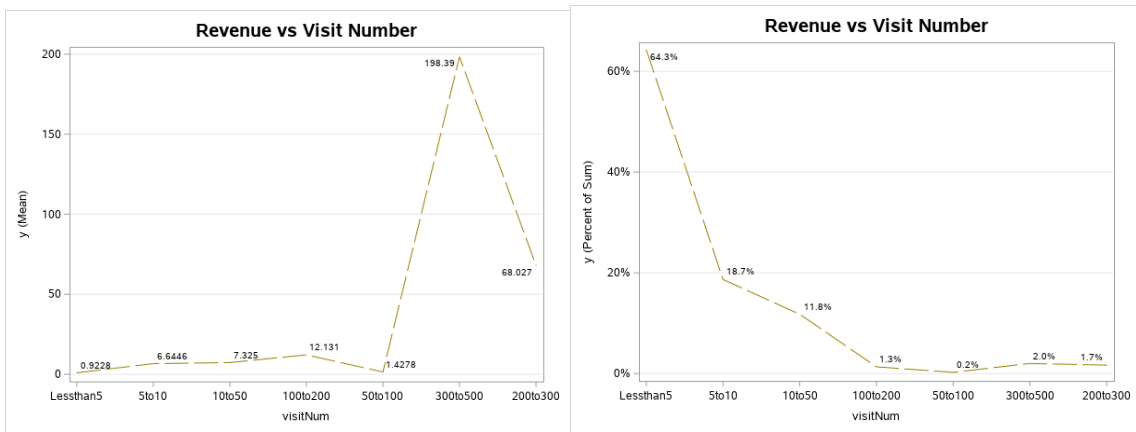 Revenue vs Visit Number
200
150
100
50
0
y (Mean)
0.9228
6.6446
7.325
12.131
1.4278
198.39
68.027
Lessthan5
5to10
10to50
100to200
50to100
300to500
200to300
visitNum
Revenue vs Visit Number
60%
40%
20%
0%
y (Percent of Sum)
64.3%
18.7%
11.8%
1.3%
0.2%
2.0%
1.7%
Lessthan5
5to10
10to50
100to200
50to100
300to500
200to300
visitNum